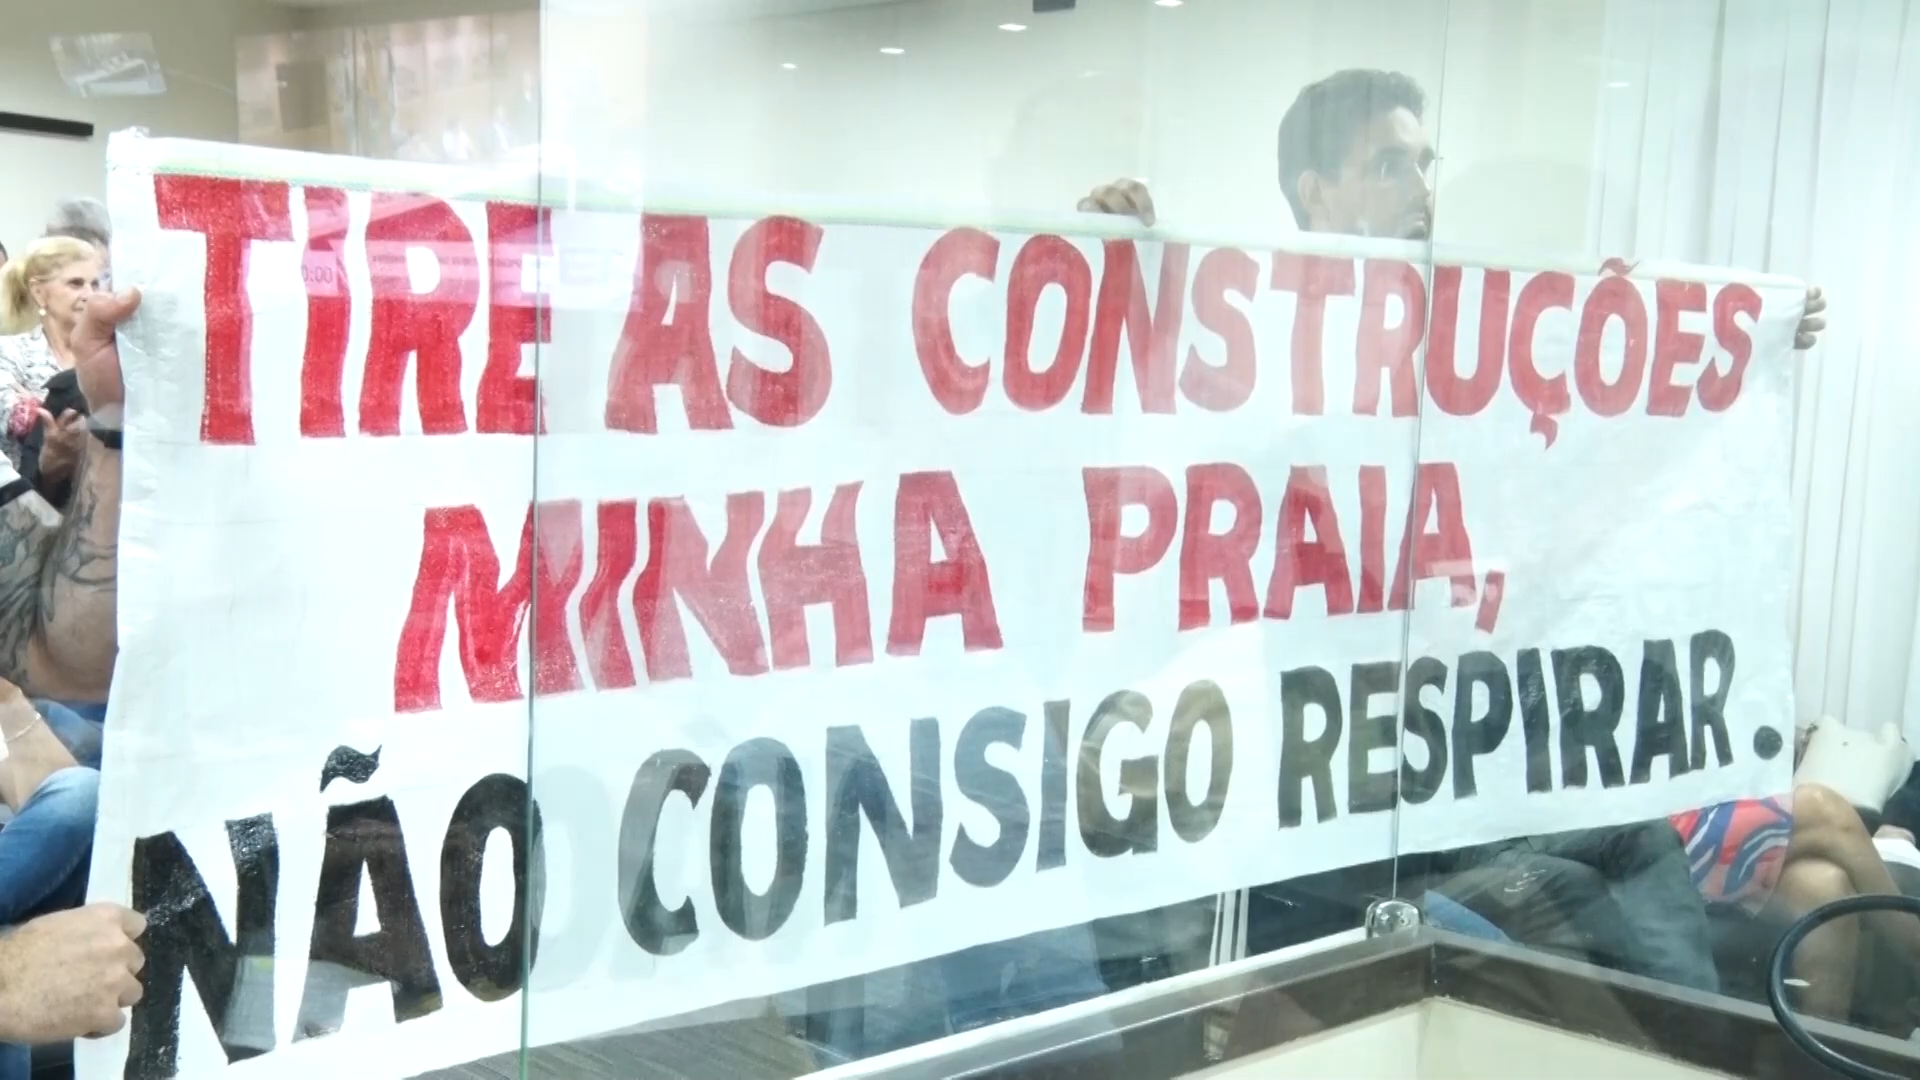 TIRE AS CONSTRUÇÕES
MINHA PRAIA,
NÃO CONSIGO RESPIRAR.